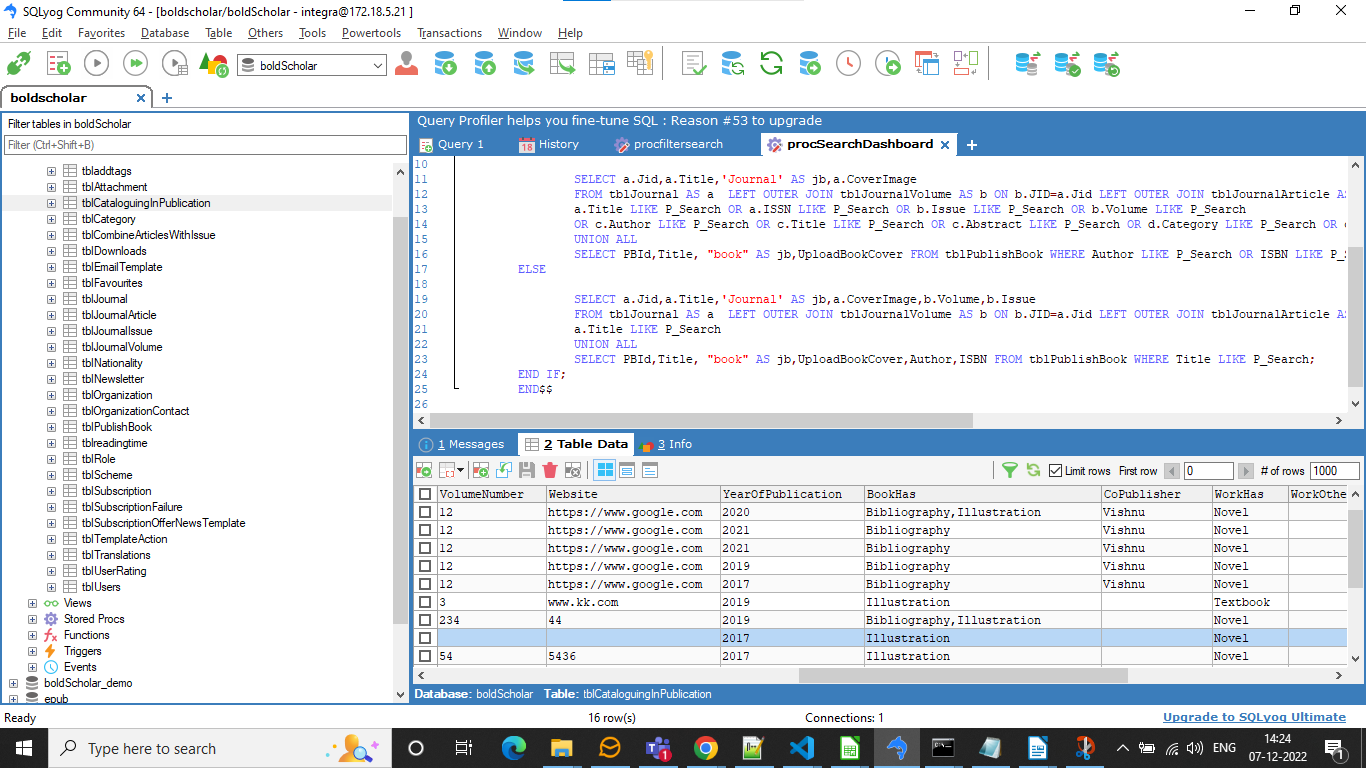 SQLyog Community 64 - [boldscholar/boldScholar - integra@172.18.5.21 ]
File Edit Favorites Database Table Others Tools Powertools Transactions Window Help
boldScholar
boldscholar
Filter tables in boldScholar
Filter (Ctrl+Shift+B)
tbladdtags
tblAttachment
tblCataloguingInPublication
tblCategory
tblCombineArticlesWithIssue
tblDownloads
tblEmailTemplate
tblFavourites
tblJournal
tblJournalArticle
tblJournalIssue
tblJournalVolume
tblNationality
tblNewsletter
tblOrganization
tblOrganizationContact
tblPublishBook
tblreadingtime
tblRole
tblScheme
tblSubscription
tblSubscriptionFailure
tblSubscriptionOfferNewsTemplate
tblTemplateAction
tblTranslations
tblUserRating
tblUsers
Views
Stored Procs
Functions
Triggers
Events
boldScholar_demo
epub
Query Profiler helps you fine-tune SQL : Reason #53 to upgrade
Query 1 History procfiltersearch procSearchDashboard
10
11 SELECT a.Jid,a.Title,'Journal' AS jb,a.CoverImage
12 FROM tblJournal AS a LEFT OUTER JOIN tblJournalVolume AS b ON b.JID=a.Jid LEFT OUTER JOIN tblJournalArticle AS
13 a.Title LIKE P_Search OR a.ISSN LIKE P_Search OR b.Issue LIKE P_Search OR b.Volume LIKE P_Search
14 OR c.Author LIKE P_Search OR c.Title LIKE P_Search OR c.Abstract LIKE P_Search OR d.Category LIKE P_Search OR
15 UNION ALL
16 SELECT PBId,Title, "book" AS jb,UploadBookCover FROM tblPublishBook WHERE Author LIKE P_Search OR ISBN LIKE P_S
17 ELSE
18
19 SELECT a.Jid,a.Title,'Journal' AS jb,a.CoverImage,b.Volume,b.Issue
20 FROM tblJournal AS a LEFT OUTER JOIN tblJournalVolume AS b ON b.JID=a.Jid LEFT OUTER JOIN tblJournalArticle AS
21 a.Title LIKE P_Search
22 UNION ALL
23 SELECT PBId,Title, "book" AS jb,UploadBookCover,Author,ISBN FROM tblPublishBook WHERE Title LIKE P_Search;
24 END IF;
25 END$$
26
1 Messages 2 Table Data 3 Info
Limit rows First row 0 # of rows 1000
VolumeNumber Website YearOfPublication BookHas CoPublisher WorkHas WorkOthe
12 https://www.google.com 2020 Bibliography,Illustration Vishnu Novel
12 https://www.google.com 2021 Bibliography Vishnu Novel
12 https://www.google.com 2021 Bibliography Vishnu Novel
12 https://www.google.com 2019 Bibliography Vishnu Novel
12 https://www.google.com 2017 Bibliography Vishnu Novel
3 www.kk.com 2019 Illustration Textbook
234 44 2019 Bibliography,Illustration Novel
2017 Illustration Novel
54 5436 2017 Illustration Novel
Database: boldScholar Table: tblCataloguingInPublication
Ready 16 row(s) Connections: 1 Upgrade to SQLyog Ultimate
Type here to search
1
ENG
14:24
07-12-2022
1